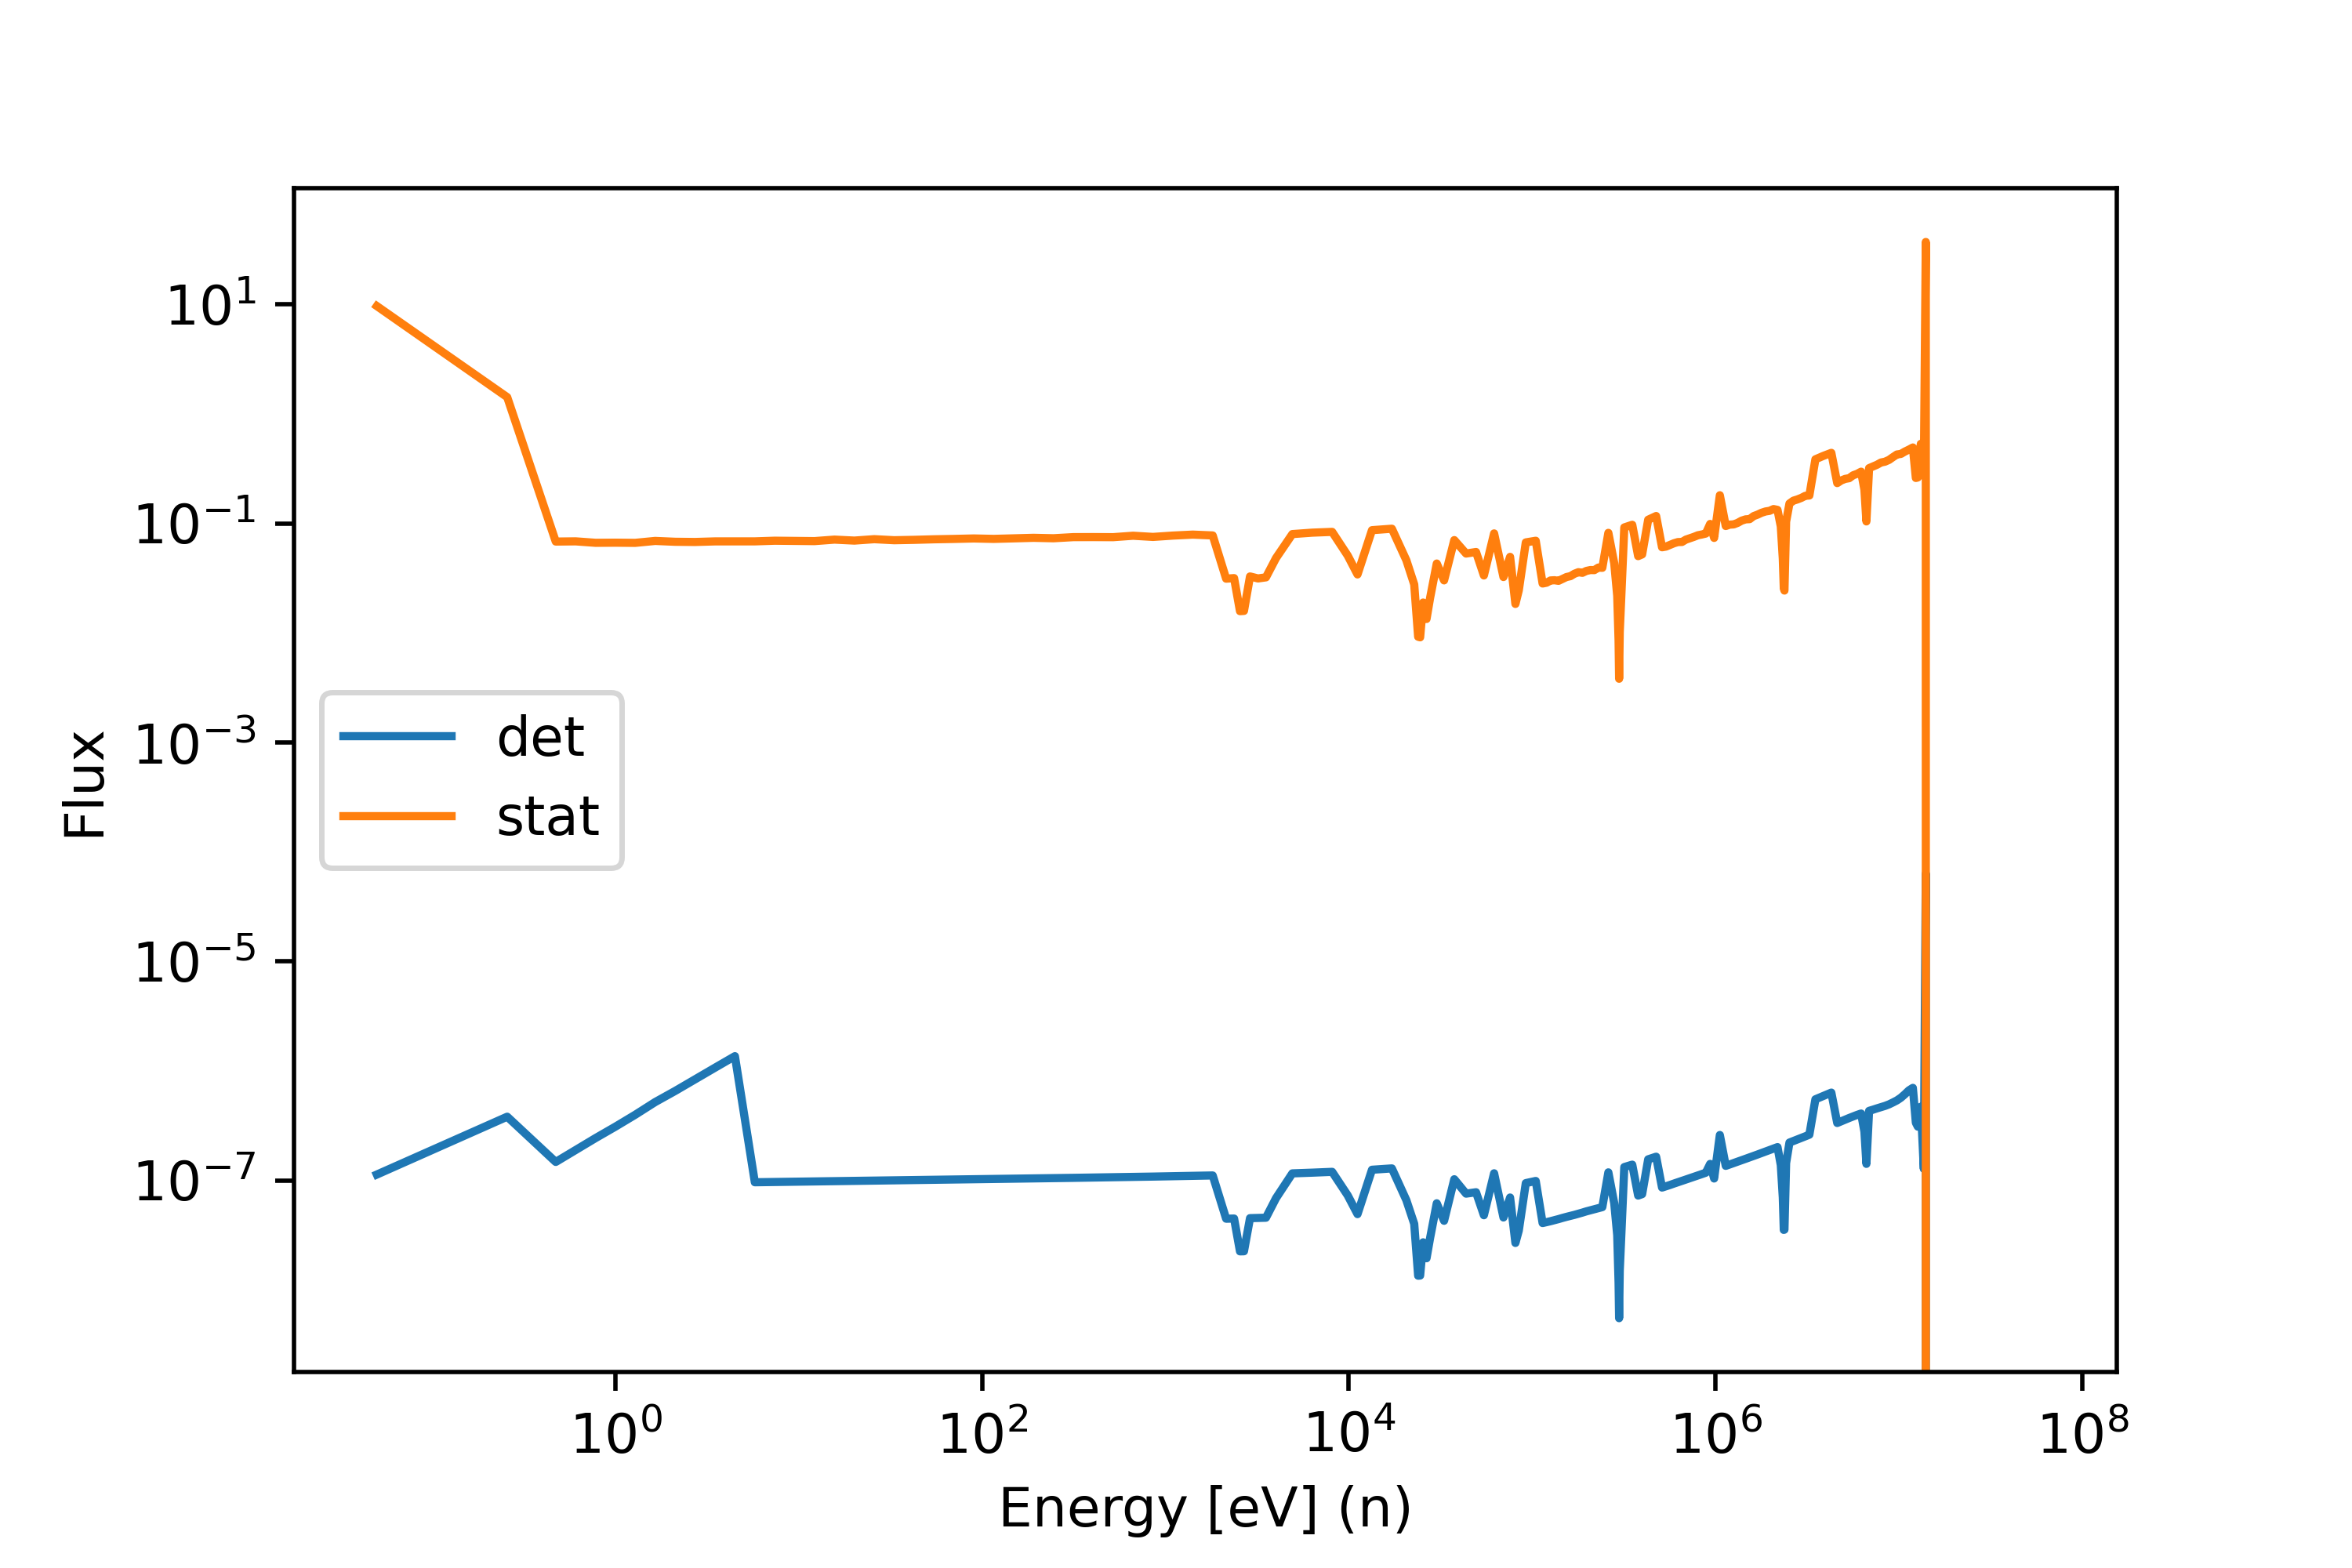 10¹
10⁻¹
10⁻³
10⁻⁵
10⁻⁷
Flux
det
stat
10⁰ 10² 10⁴ 10⁶ 10⁸
Energy [eV] (n)